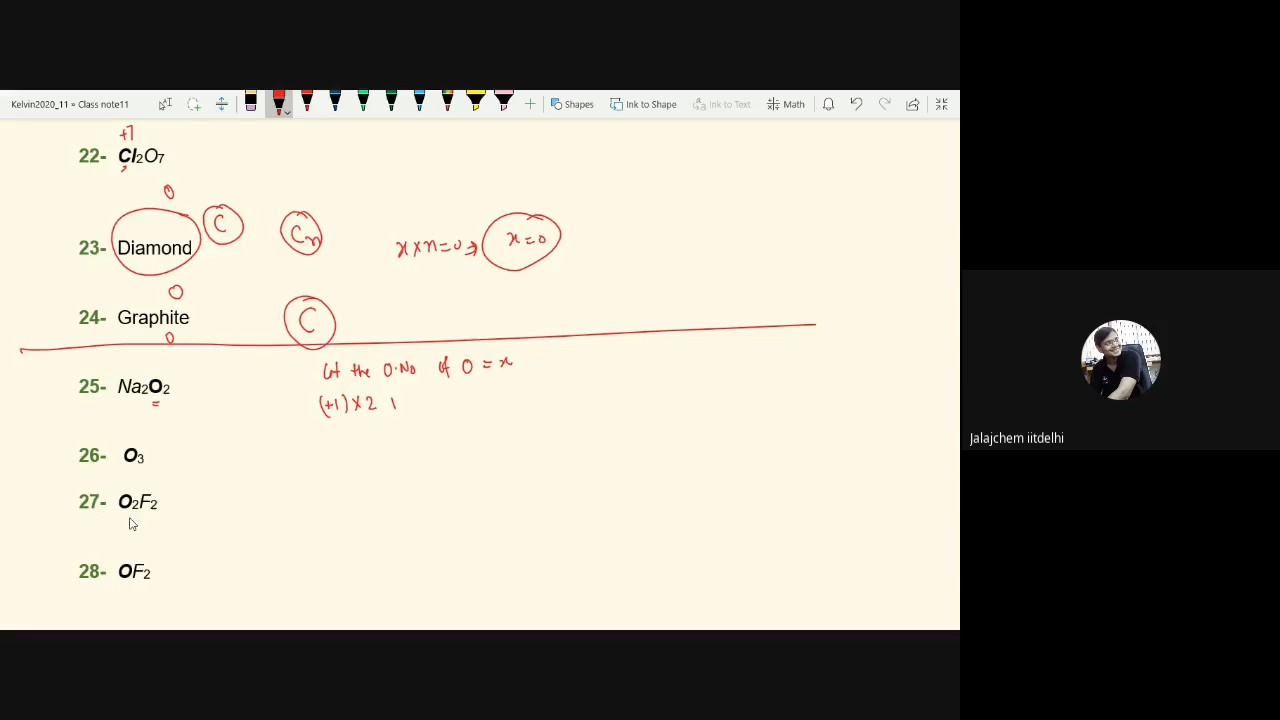 Kelvin2020_11 » Class note11
Shapes
Ink to Shape
Ink to Text
Math
+7
22- Cl₂O₇
0
23- Diamond C Cn x×n=0⇒ x=0
0
24- Graphite C
0
Let the O.No of O = x
25- Na₂O₂
(+1)×2
26- O₃
27- O₂F₂
28- OF₂
Jalajchem iitdelhi